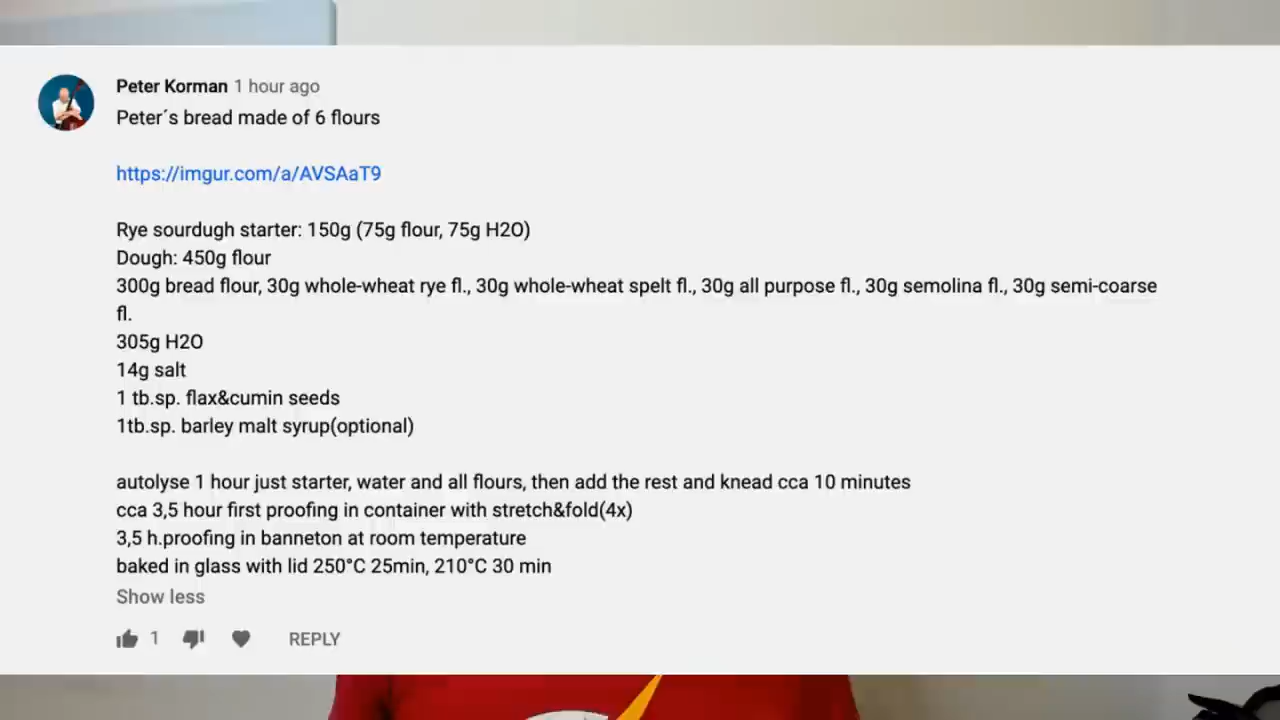 Peter Korman 1 hour ago
Peter´s bread made of 6 flours
https://imgur.com/a/AVSAaT9
Rye sourdugh starter: 150g (75g flour, 75g H2O)
Dough: 450g flour
300g bread flour, 30g whole-wheat rye fl., 30g whole-wheat spelt fl., 30g all purpose fl., 30g semolina fl., 30g semi-coarse
fl.
305g H2O
14g salt
1 tb.sp. flax&cumin seeds
1tb.sp. barley malt syrup(optional)
autolyse 1 hour just starter, water and all flours, then add the rest and knead cca 10 minutes
cca 3,5 hour first proofing in container with stretch&fold(4x)
3,5 h.proofing in banneton at room temperature
baked in glass with lid 250°C 25min, 210°C 30 min
Show less
1 REPLY